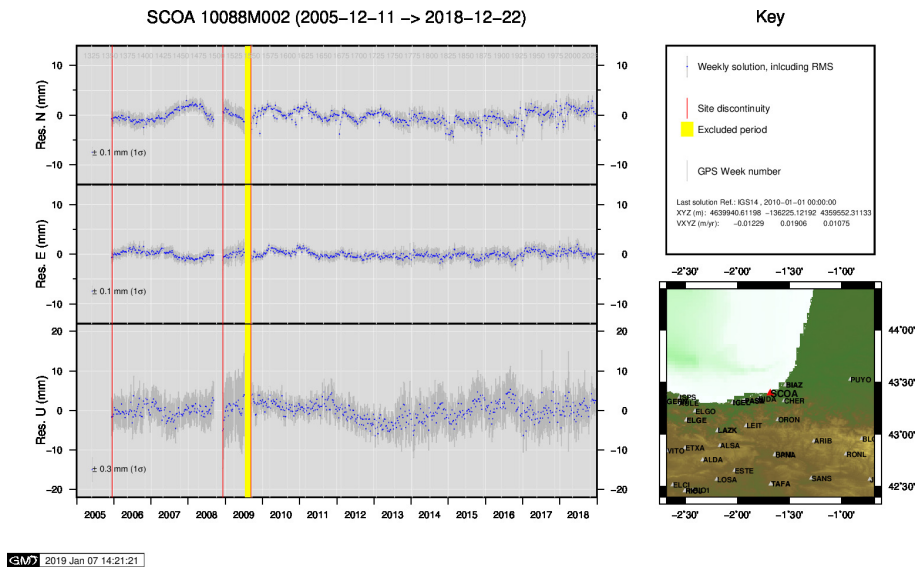 SCOA 10088M002 (2005−12−11 −> 2018−12−22)
Key
Res. N (mm)
10
0
−10
10
0
−10
± 0.1 mm (1σ)
Res. E (mm)
10
0
−10
10
0
−10
± 0.1 mm (1σ)
Res. U (mm)
20
10
0
−10
−20
20
10
0
−10
−20
± 0.3 mm (1σ)
2005 2006 2007 2008 2009 2010 2011 2012 2013 2014 2015 2016 2017 2018
Weekly solution, inlcuding RMS
Site discontinuity
Excluded period
GPS Week number
Last solution Ref.: IGS14 , 2010−01−01 00:00:00
XYZ (m): 4639940.61198 −136225.12192 4359552.31133
VXYZ (m/yr): −0.01229 0.01906 0.01075
−2˚30' −2˚00' −1˚30' −1˚00'
44˚00'
43˚30'
43˚00'
42˚30'
PUYO
BIAZ
SCOA
CHER
IGEL
ELGO
ELGE
ORON
LEIT
LAZK
ARIB
ETXA
ALSA
VITO
RONL
ALDA
ESTE
LOSA
SANS
TAFA
ELCI
−2˚30' −2˚00' −1˚30' −1˚00'
GMT 2019 Jan 07 14:21:21